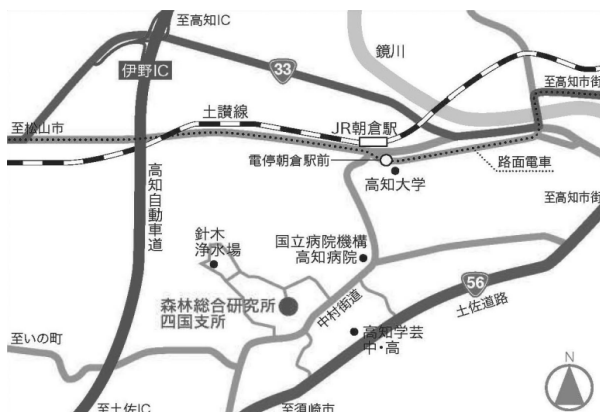 至高知IC
伊野IC
33
鏡川
至高知市街
至松山市
土讃線
JR朝倉駅
電停朝倉駅前
路面電車
高知大学
高知自動車道
至高知市街
針木
浄水場
国立病院機構
高知病院
56
土佐道路
中村街道
森林総合研究所
四国支所
高知学芸
中・高
至いの町
至土佐IC
至須崎市
N